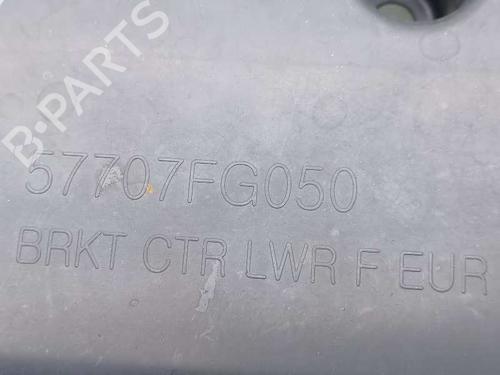 B-PARTS
57707FG050
BRKT CTR LWR F EUR